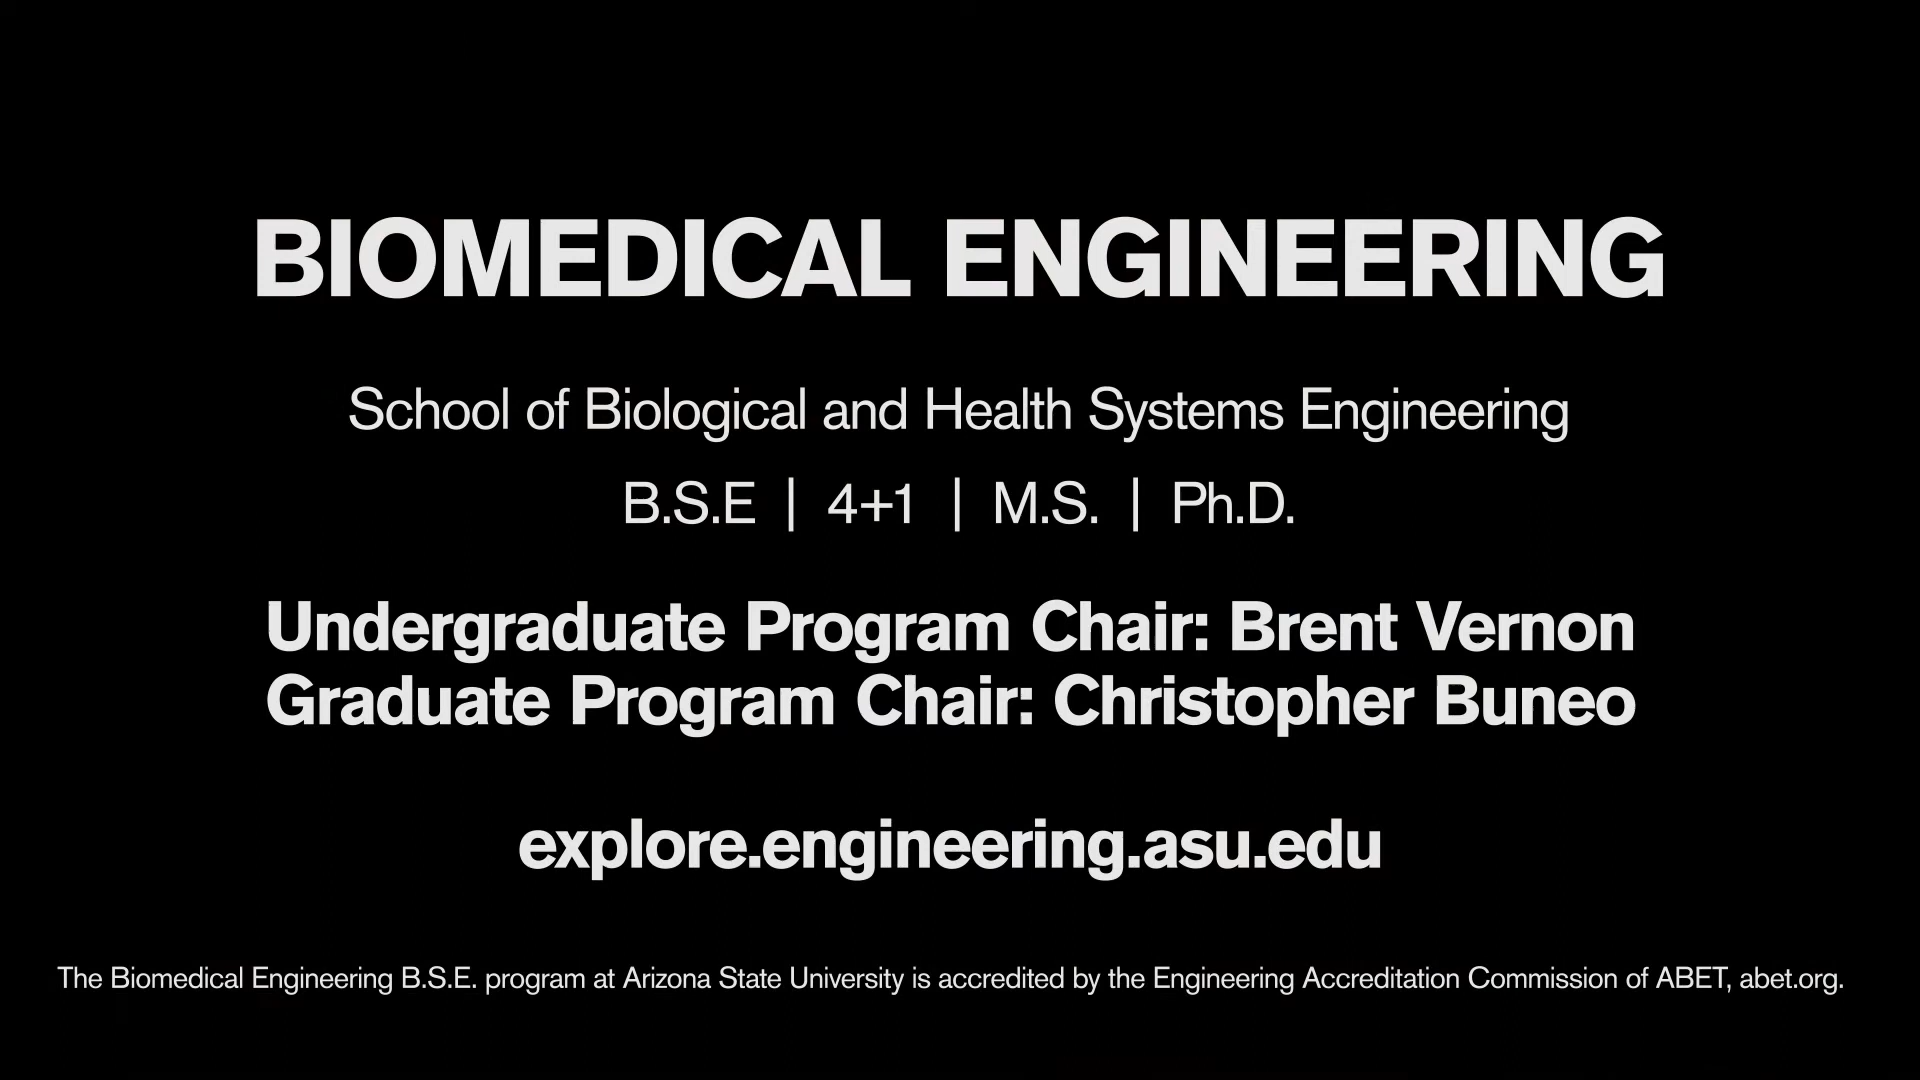 BIOMEDICAL ENGINEERING
School of Biological and Health Systems Engineering
B.S.E | 4+1 | M.S. | Ph.D.
Undergraduate Program Chair: Brent Vernon
Graduate Program Chair: Christopher Buneo
explore.engineering.asu.edu
The Biomedical Engineering B.S.E. program at Arizona State University is accredited by the Engineering Accreditation Commission of ABET, abet.org.